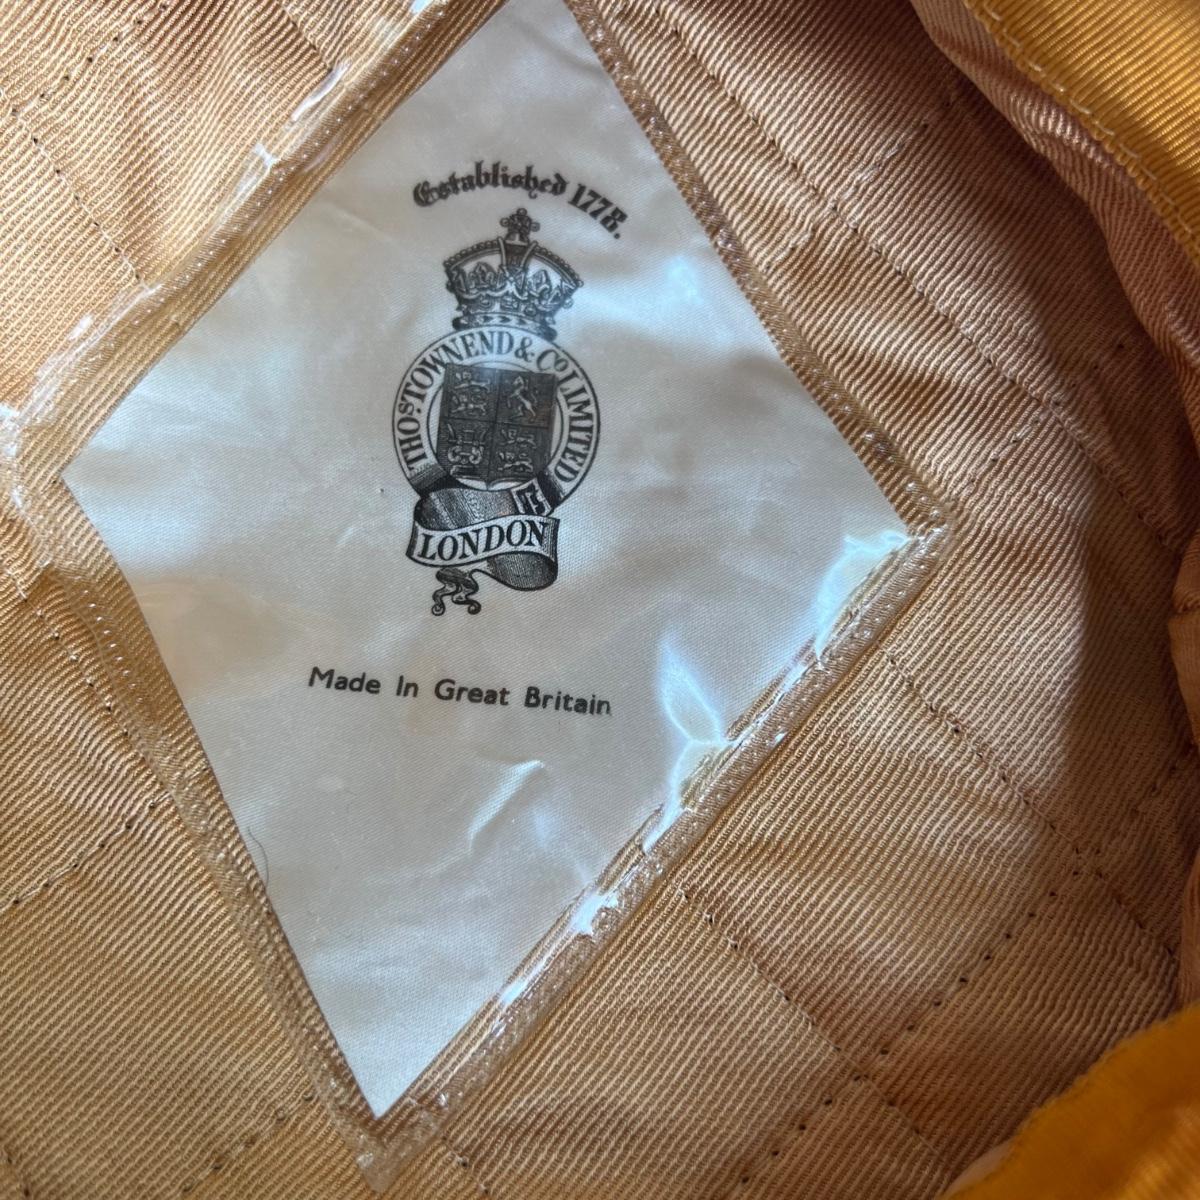 Established 1778.
THOS TOWNEND & CO LIMITED
LONDON
Made In Great Britain